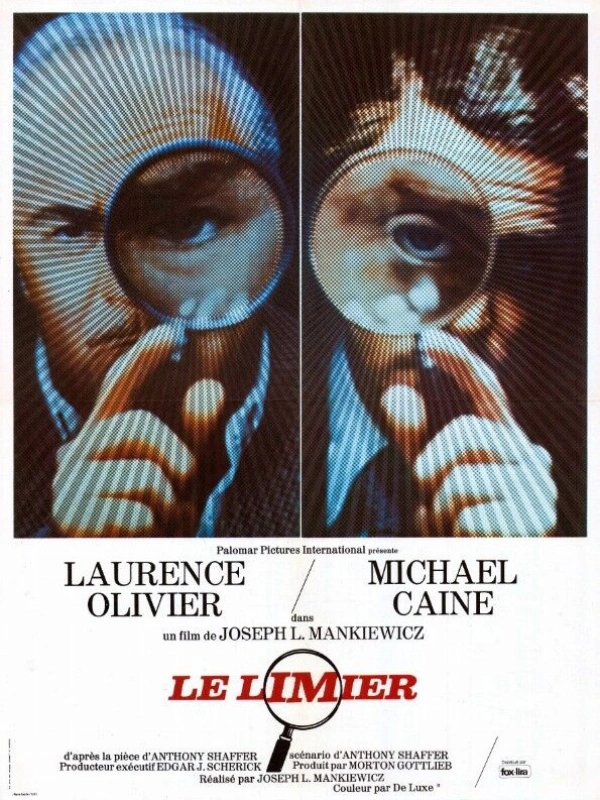 Palomar Pictures International présente
LAURENCE OLIVIER / MICHAEL CAINE
dans
un film de JOSEPH L. MANKIEWICZ
LE LIMIER
d'après la pièce d'ANTHONY SHAFFER scénario d'ANTHONY SHAFFER
Producteur exécutif EDGAR J. SCHERICK Produit par MORTON GOTTLIEB
Réalisé par JOSEPH L. MANKIEWICZ
Couleur par De Luxe
fox-lira